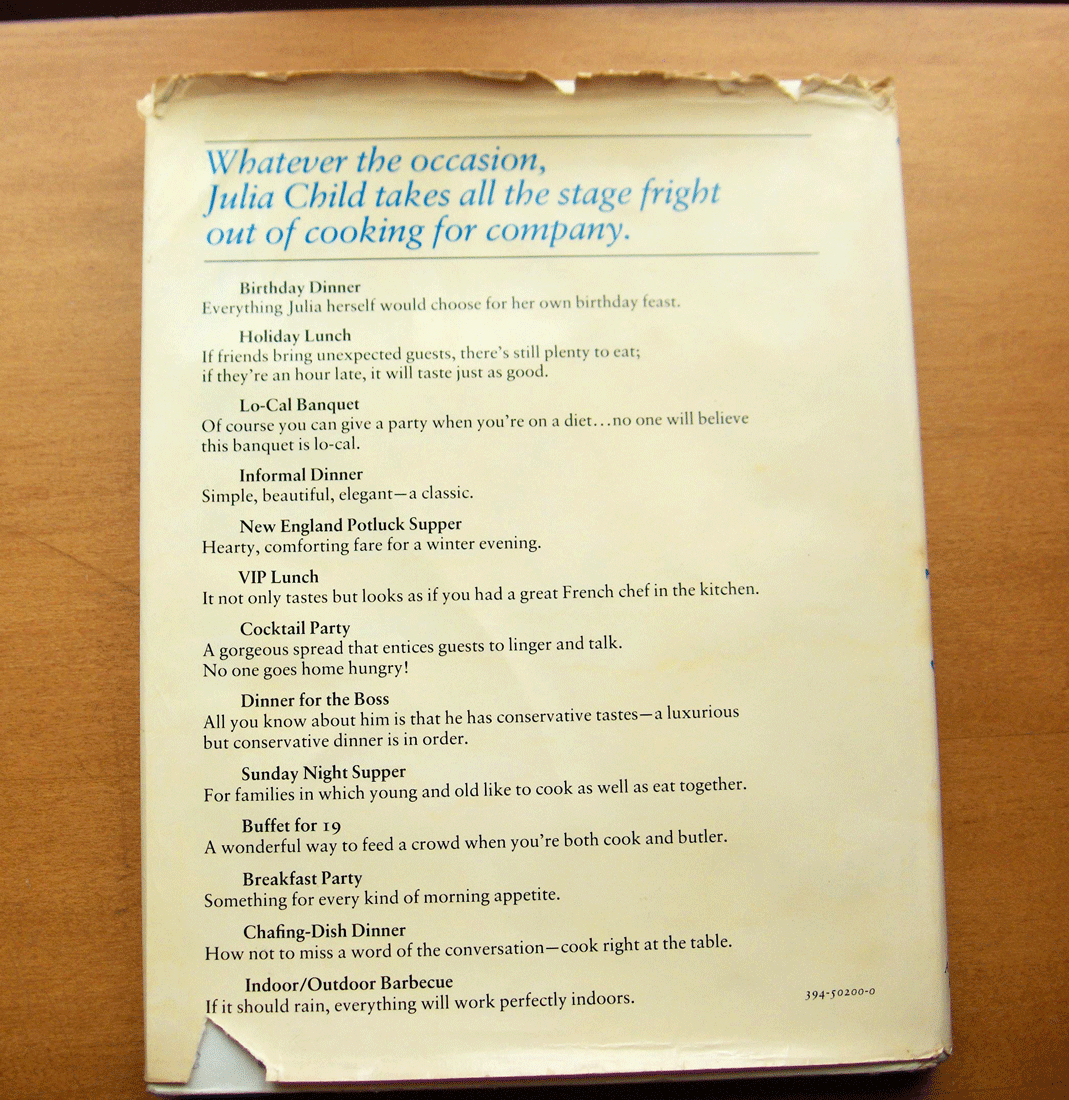 Whatever the occasion,
Julia Child takes all the stage fright
out of cooking for company.
Birthday Dinner
Everything Julia herself would choose for her own birthday feast.
Holiday Lunch
If friends bring unexpected guests, there's still plenty to eat;
if they're an hour late, it will taste just as good.
Lo-Cal Banquet
Of course you can give a party when you're on a diet...no one will believe
this banquet is lo-cal.
Informal Dinner
Simple, beautiful, elegant—a classic.
New England Potluck Supper
Hearty, comforting fare for a winter evening.
VIP Lunch
It not only tastes but looks as if you had a great French chef in the kitchen.
Cocktail Party
A gorgeous spread that entices guests to linger and talk.
No one goes home hungry!
Dinner for the Boss
All you know about him is that he has conservative tastes—a luxurious
but conservative dinner is in order.
Sunday Night Supper
For families in which young and old like to cook as well as eat together.
Buffet for 19
A wonderful way to feed a crowd when you're both cook and butler.
Breakfast Party
Something for every kind of morning appetite.
Chafing-Dish Dinner
How not to miss a word of the conversation—cook right at the table.
Indoor/Outdoor Barbecue
If it should rain, everything will work perfectly indoors.
394-50200-0